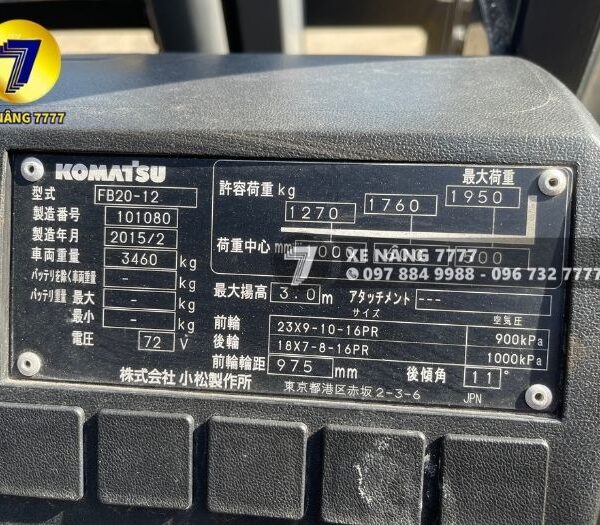 7
NÂNG 7777
KOMATSU
型式 FB20-12
製造番号 101080
製造年月 2015/2
車両重量 3460 kg
バッテリを除く車両重量 - kg
バッテリ重量 最大 - kg
最小 - kg
電圧 72 V
許容荷重 kg 最大荷重
1270 1760 1950
荷重中心 mm
7 XE NÂNG 7777
097 884 9988 - 096 732 7777
最大揚高 3.0 m アタッチメント ---
サイズ 空気圧
前輪 23X9-10-16PR 900kPa
後輪 18X7-8-16PR 1000kPa
前輪輪距 975 mm 後傾角 11°
株式会社 小松製作所 東京都港区赤坂2-3-6 JPN